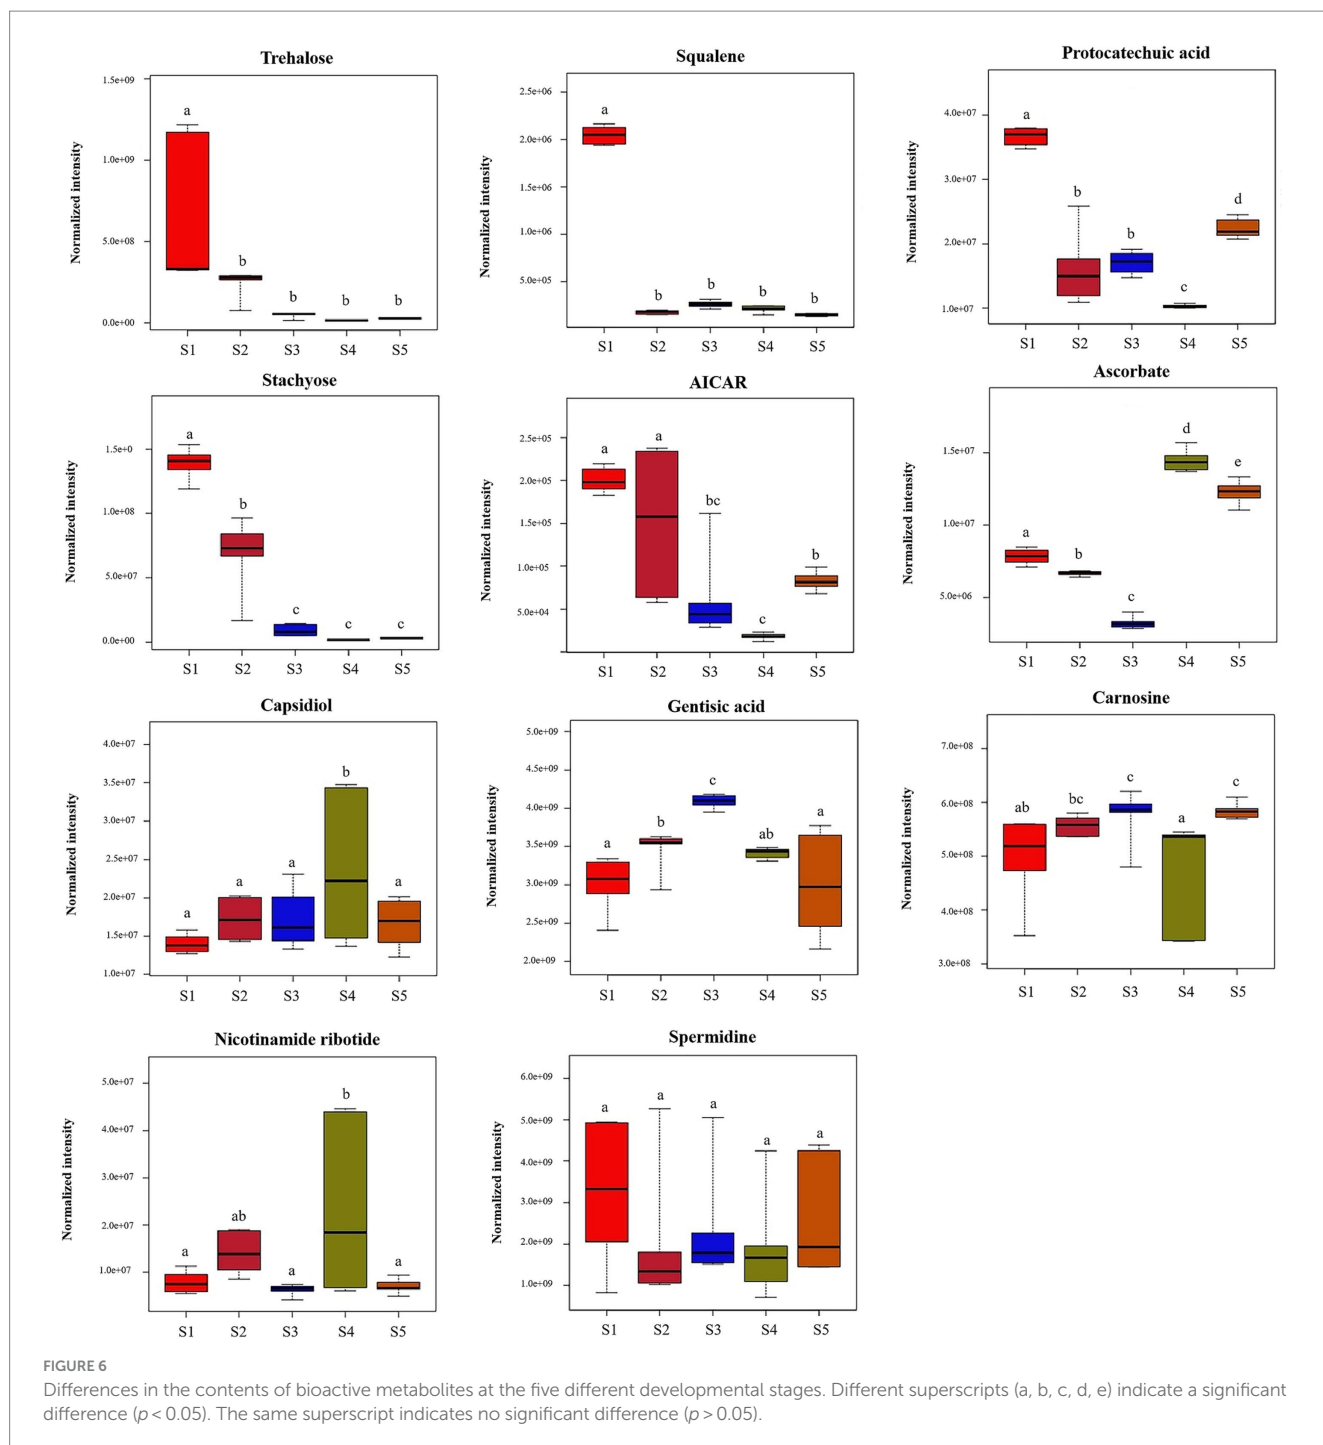 Trehalose
Normalized intensity
1.5e+09
1.0e+09
5.0e+08
0.0e+00
a
b
b
b
b
S1 S2 S3 S4 S5
Squalene
Normalized intensity
2.5e+06
2.0e+06
1.5e+06
1.0e+06
5.0e+05
a
b
b
b
b
S1 S2 S3 S4 S5
Protocatechuic acid
Normalized intensity
4.0e+07
3.0e+07
2.0e+07
1.0e+07
a
b
b
c
d
S1 S2 S3 S4 S5
Stachyose
Normalized intensity
1.5e+0
1.0e+08
5.0e+07
0.0e+00
a
b
c
c
c
S1 S2 S3 S4 S5
AICAR
Normalized intensity
2.5e+05
2.0e+05
1.5e+05
1.0e+05
5.0e+04
a
a
bc
c
b
S1 S2 S3 S4 S5
Ascorbate
Normalized intensity
1.5e+07
1.0e+07
5.0e+06
a
b
c
d
e
S1 S2 S3 S4 S5
Capsidiol
Normalized intensity
4.0e+07
3.5e+07
3.0e+07
2.5e+07
2.0e+07
1.5e+07
1.0e+07
a
a
a
b
a
S1 S2 S3 S4 S5
Gentisic acid
Normalized intensity
5.0e+09
4.5e+09
4.0e+09
3.5e+09
3.0e+09
2.5e+09
2.0e+09
a
b
c
ab
a
S1 S2 S3 S4 S5
Carnosine
Normalized intensity
7.0e+08
6.0e+08
5.0e+08
4.0e+08
3.0e+08
ab
bc
c
a
c
S1 S2 S3 S4 S5
Nicotinamide ribotide
Normalized intensity
5.0e+07
4.0e+07
3.0e+07
2.0e+07
1.0e+07
a
ab
a
b
a
S1 S2 S3 S4 S5
Spermidine
Normalized intensity
6.0e+09
5.0e+09
4.0e+09
3.0e+09
2.0e+09
1.0e+09
a
a
a
a
a
S1 S2 S3 S4 S5
FIGURE 6
Differences in the contents of bioactive metabolites at the five different developmental stages. Different superscripts (a, b, c, d, e) indicate a significant
difference (p < 0.05). The same superscript indicates no significant difference (p > 0.05).